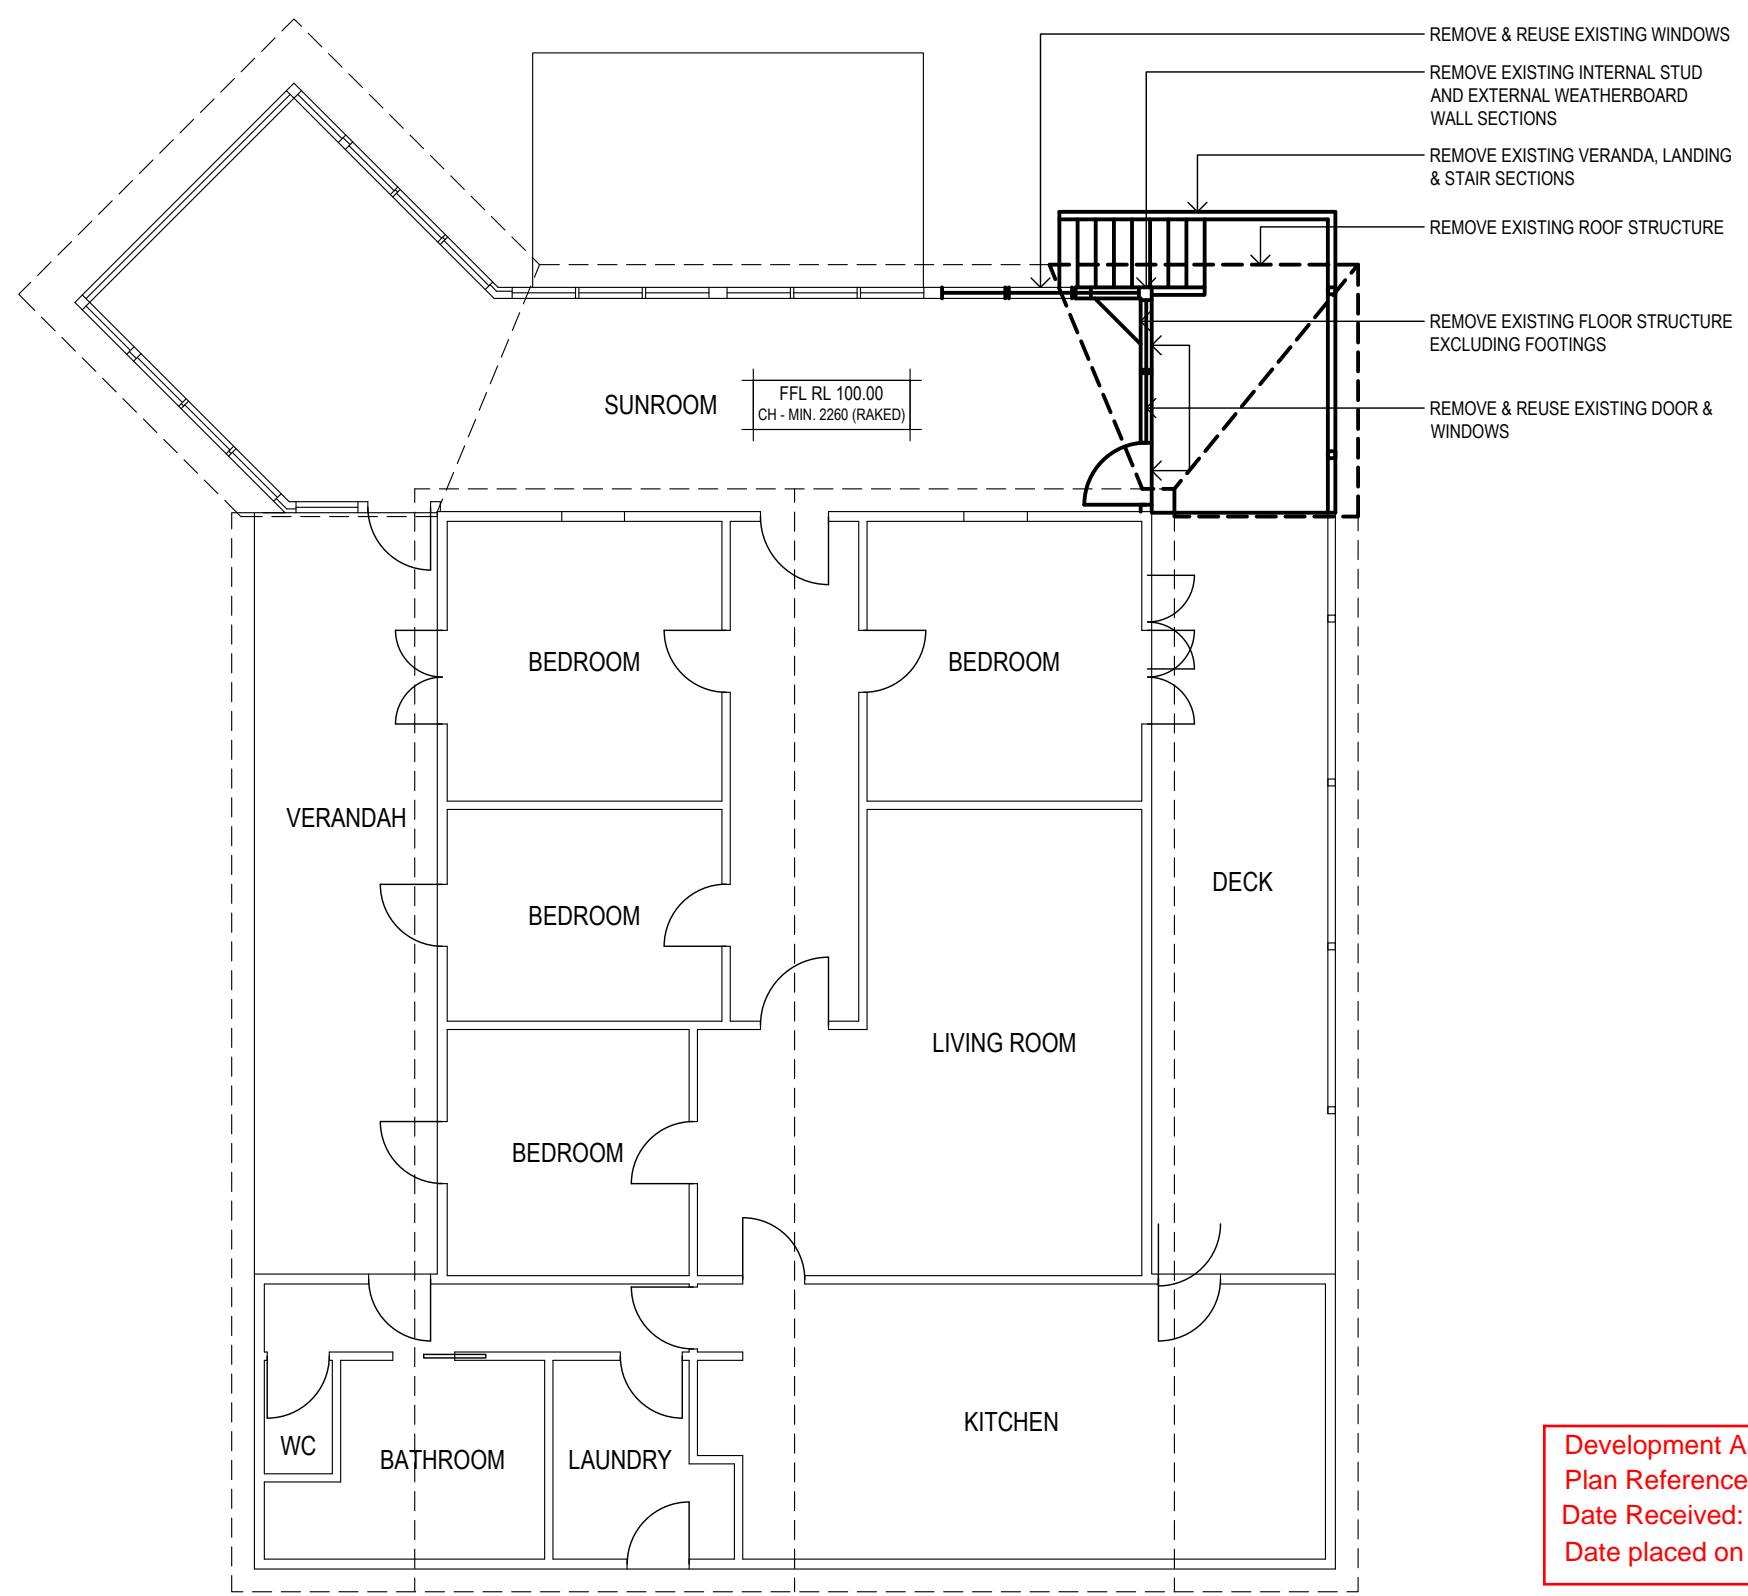 REMOVE & REUSE EXISTING WINDOWS
REMOVE EXISTING INTERNAL STUD
AND EXTERNAL WEATHERBOARD
WALL SECTIONS
REMOVE EXISTING VERANDA, LANDING
& STAIR SECTIONS
REMOVE EXISTING ROOF STRUCTURE
REMOVE EXISTING FLOOR STRUCTURE
EXCLUDING FOOTINGS
REMOVE & REUSE EXISTING DOOR &
WINDOWS
SUNROOM
FFL RL 100.00
CH - MIN. 2260 (RAKED)
BEDROOM
BEDROOM
VERANDAH
DECK
BEDROOM
LIVING ROOM
BEDROOM
KITCHEN
WC
BATHROOM
LAUNDRY
Development A
Plan Reference
Date Received:
Date placed on